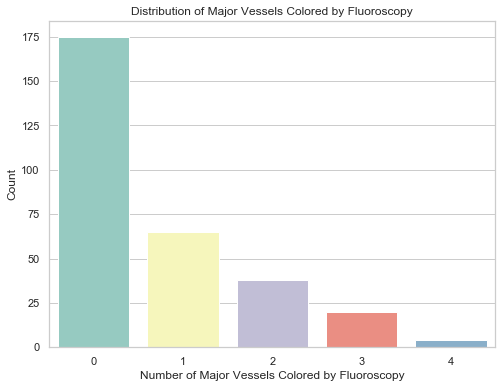 Distribution of Major Vessels Colored by Fluoroscopy
175
150
125
100
75
50
25
0
Count
0 1 2 3 4
Number of Major Vessels Colored by Fluoroscopy